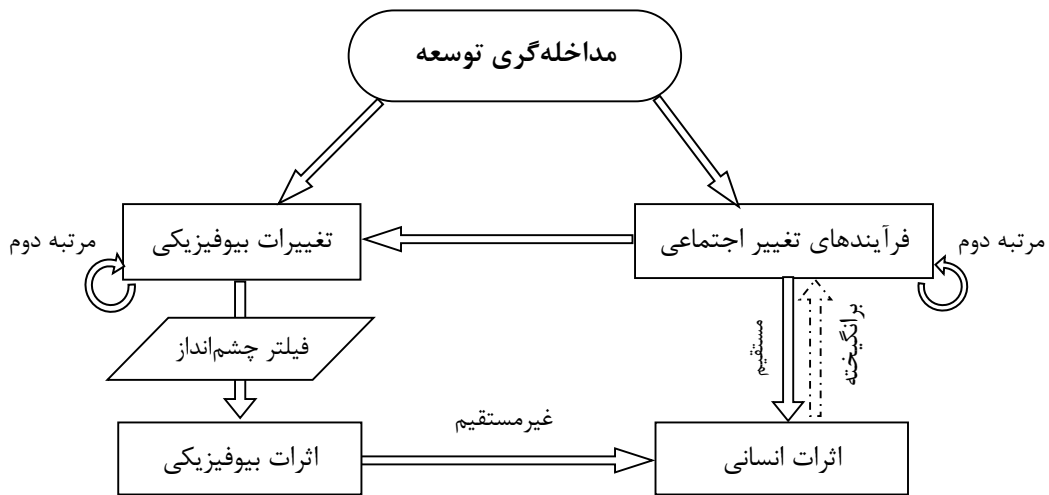 مداخله‌گری توسعه
فرآیندهای تغییر اجتماعی
تغییرات بیوفیزیکی
مرتبه دوم
مرتبه دوم
مستقیم
برانگیخته
فیلتر چشم‌انداز
غیرمستقیم
اثرات انسانی
اثرات بیوفیزیکی